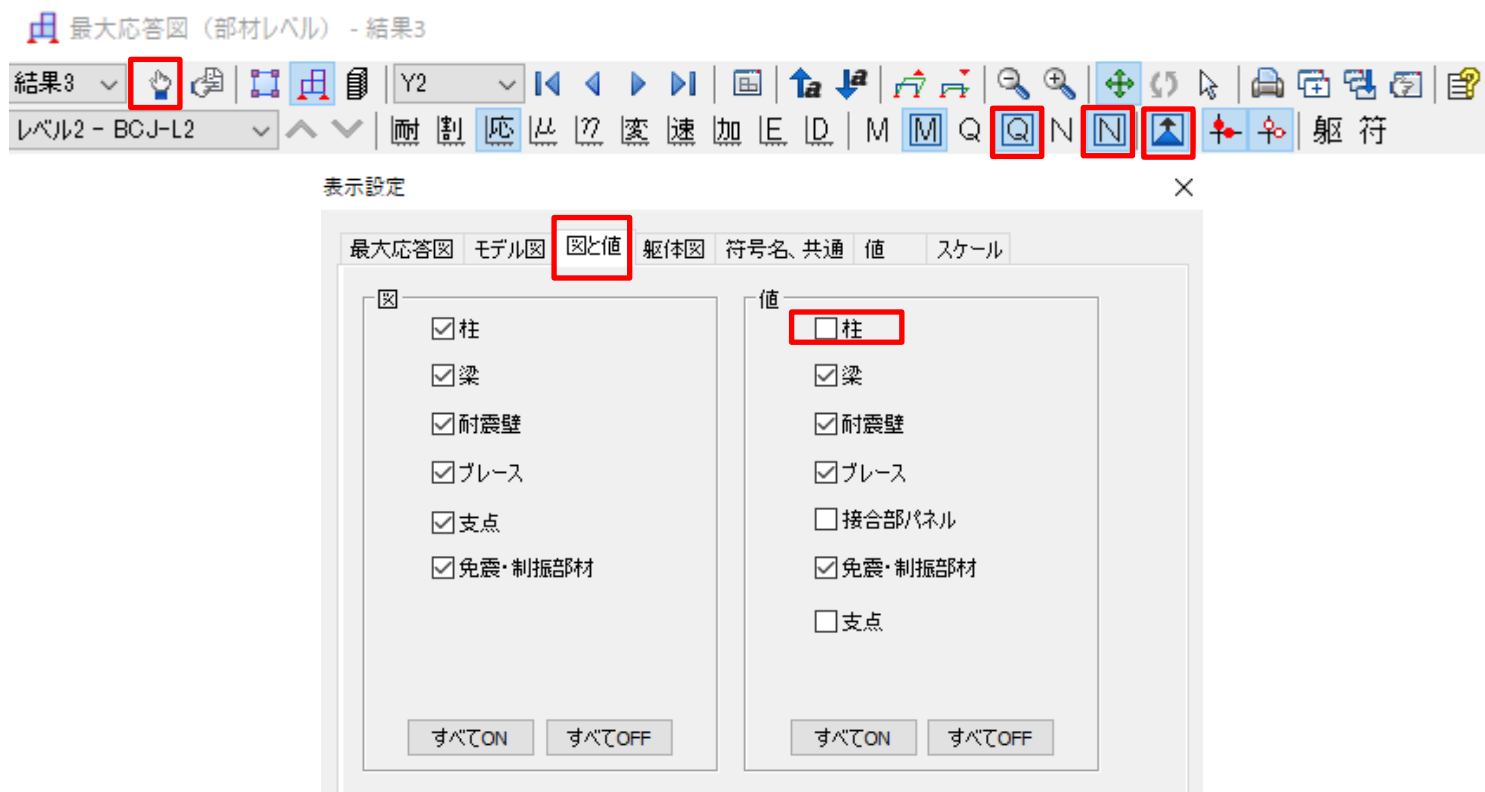 最大応答図（部材レベル） - 結果3
結果3 Y2
レベル2 - BCJ-L2 耐 割 応 μ η 変 速 加 E D M M Q Q N N 躯 符
表示設定
最大応答図 モデル図 図と値 躯体図 符号名、共通 値 スケール
図 値
柱 柱
梁 梁
耐震壁 耐震壁
ブレース ブレース
支点 接合部パネル
免震・制振部材 免震・制振部材
支点
すべてON すべてOFF すべてON すべてOFF